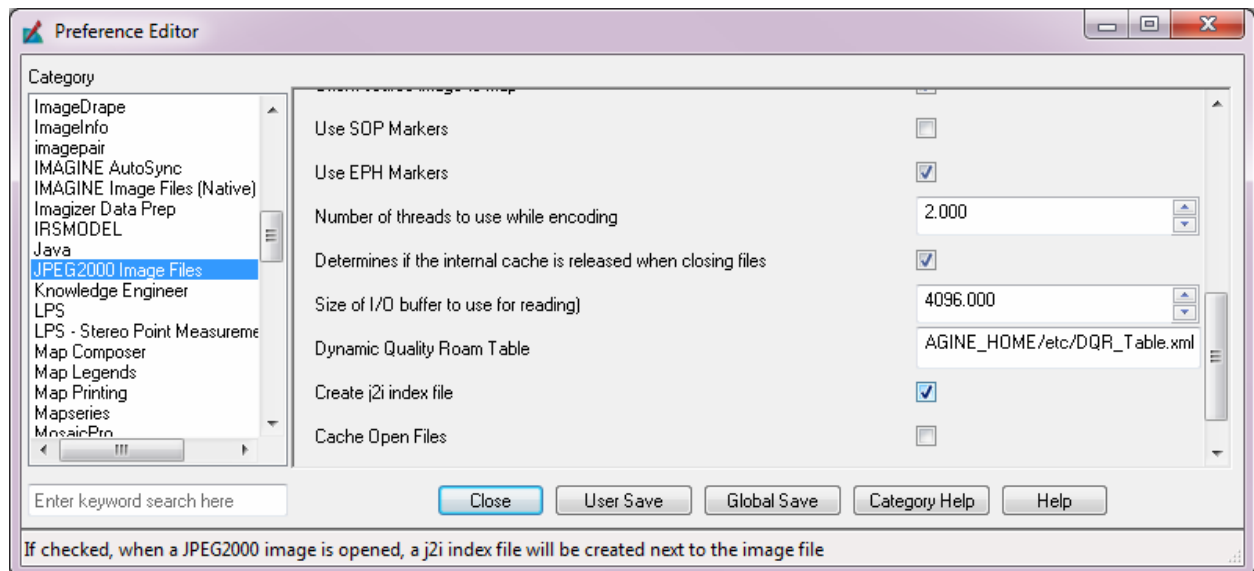 Preference Editor
Category
ImageDrape
ImageInfo
imagepair
IMAGINE AutoSync
IMAGINE Image Files (Native)
Imagizer Data Prep
IRSMODEL
Java
JPEG2000 Image Files
Knowledge Engineer
LPS
LPS - Stereo Point Measureme
Map Composer
Map Legends
Map Printing
Mapseries
MosaicPro
Enter keyword search here
Use SOP Markers
Use EPH Markers
Number of threads to use while encoding 2.000
Determines if the internal cache is released when closing files
Size of I/O buffer to use for reading) 4096.000
Dynamic Quality Roam Table AGINE_HOME/etc/DQR_Table.xml
Create j2i index file
Cache Open Files
Close User Save Global Save Category Help Help
If checked, when a JPEG2000 image is opened, a j2i index file will be created next to the image file